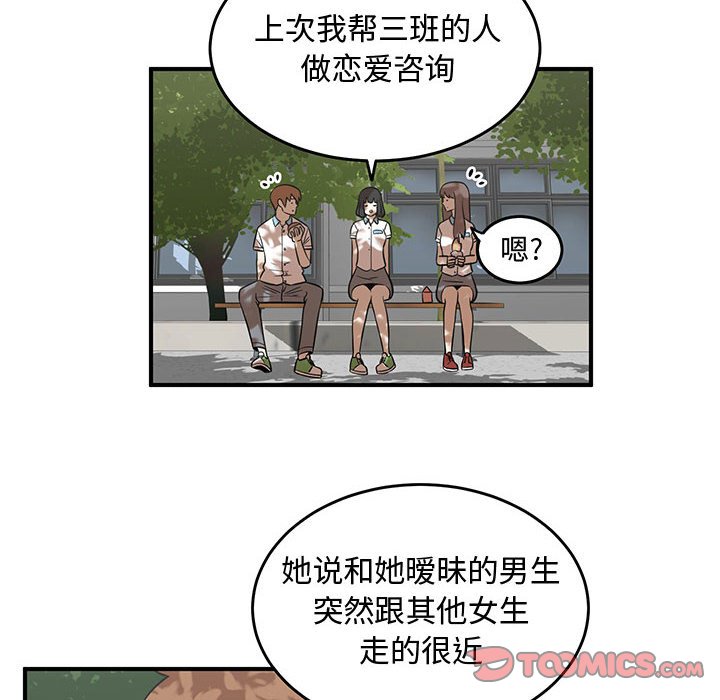 上次我帮三班的人
做恋爱咨询
嗯?
她说和她暧昧的男生
突然跟其他女生
走的很近
TOOMICS.COM